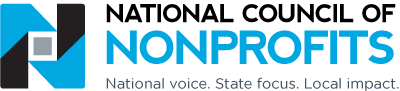 NATIONAL COUNCIL OF
NONPROFITS
National voice. State focus. Local impact.